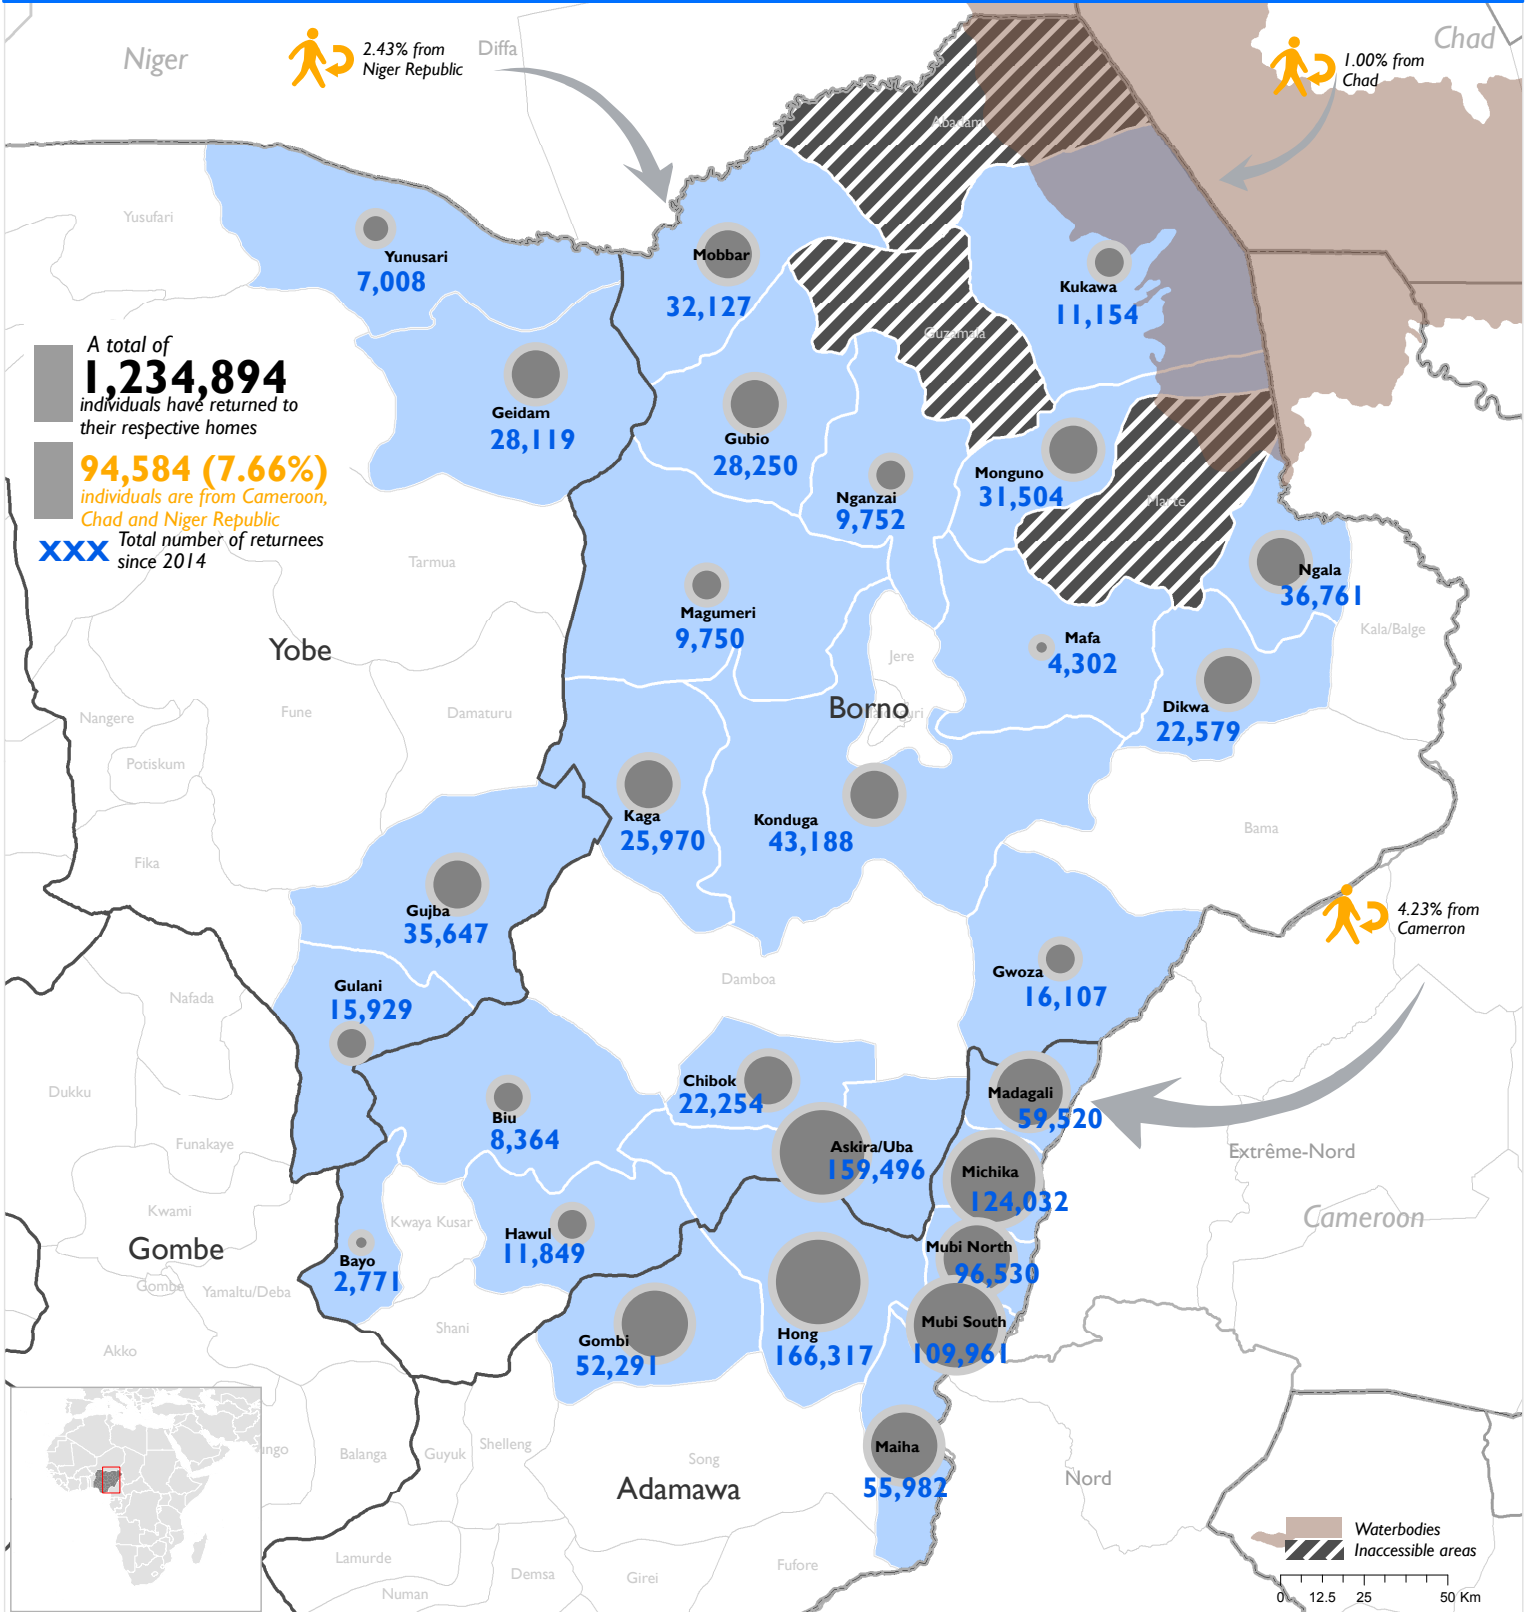 Niger
2.43% from
Niger Republic
Diffa
1.00% from
Chad
Chad
Abadam
Yusufari
Yunusari
7,008
Mobbar
32,127
Kukawa
11,154
Guzamala
A total of
1,234,894
individuals have returned to
their respective homes
94,584 (7.66%)
individuals are from Cameroon,
Chad and Niger Republic
XXX Total number of returnees
since 2014
Geidam
28,119
Gubio
28,250
Nganzai
9,752
Monguno
31,504
Marte
Ngala
36,761
Kala/Balge
Tarmua
Magumeri
9,750
Mafa
4,302
Jere
Yobe
Borno
Dikwa
22,579
Nangere
Fune
Damaturu
Potiskum
Kaga
25,970
Konduga
43,188
Bama
Fika
Gujba
35,647
4.23% from
Camerron
Damboa
Gwoza
16,107
Gulani
15,929
Nafada
Dukku
Funakaye
Biu
8,364
Chibok
22,254
Madagali
59,520
Askira/Uba
159,496
Michika
124,032
Extrême-Nord
Cameroon
Kwami
Gombe
Gombe
Yamaltu/Deba
Kwaya Kusar
Hawul
11,849
Bayo
2,771
Mubi North
96,530
Mubi South
109,961
Shani
Akko
Gombi
52,291
Hong
166,317
Maiha
55,982
Balanga
Guyuk
Shelleng
Song
Adamawa
Nord
Lamurde
Numan
Demsa
Girei
Fufore
Waterbodies
Inaccessible areas
0 12.5 25 50 Km